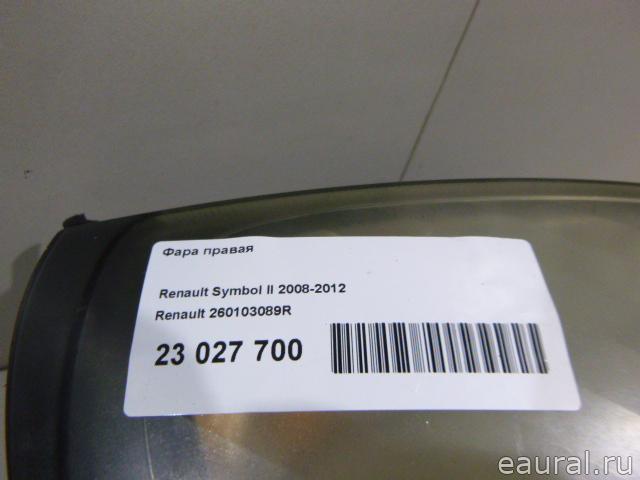 Фара правая
Renault Symbol II 2008-2012
Renault 260103089R
23 027 700
eaural.ru